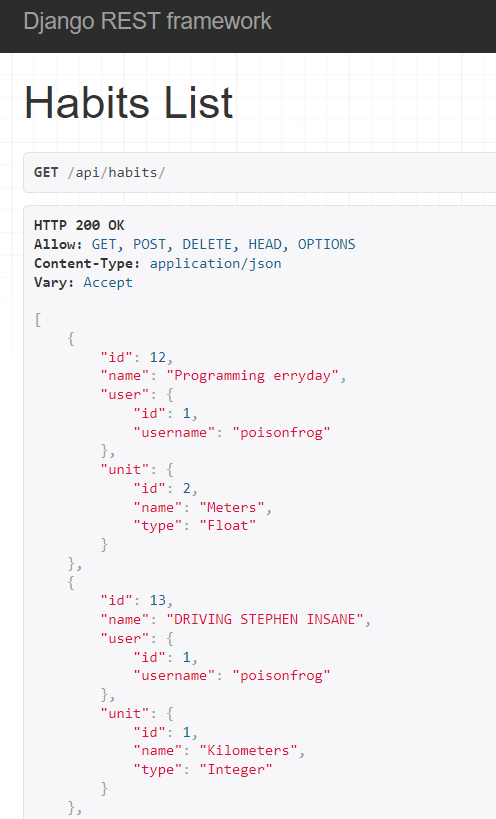 Django REST framework
Habits List
GET /api/habits/
HTTP 200 OK
Allow: GET, POST, DELETE, HEAD, OPTIONS
Content-Type: application/json
Vary: Accept
[
    {
        "id": 12,
        "name": "Programming erryday",
        "user": {
            "id": 1,
            "username": "poisonfrog"
        },
        "unit": {
            "id": 2,
            "name": "Meters",
            "type": "Float"
        }
    },
    {
        "id": 13,
        "name": "DRIVING STEPHEN INSANE",
        "user": {
            "id": 1,
            "username": "poisonfrog"
        },
        "unit": {
            "id": 1,
            "name": "Kilometers",
            "type": "Integer"
        }
    },